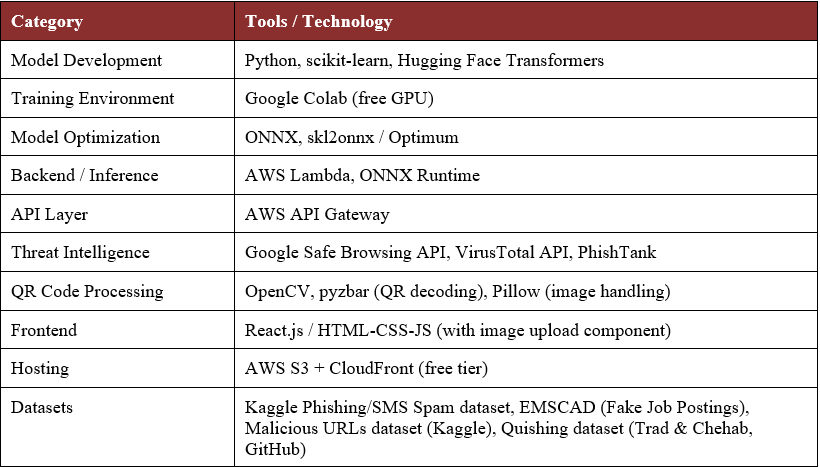 Category Tools / Technology
Model Development Python, scikit-learn, Hugging Face Transformers
Training Environment Google Colab (free GPU)
Model Optimization ONNX, skl2onnx / Optimum
Backend / Inference AWS Lambda, ONNX Runtime
API Layer AWS API Gateway
Threat Intelligence Google Safe Browsing API, VirusTotal API, PhishTank
QR Code Processing OpenCV, pyzbar (QR decoding), Pillow (image handling)
Frontend React.js / HTML-CSS-JS (with image upload component)
Hosting AWS S3 + CloudFront (free tier)
Datasets Kaggle Phishing/SMS Spam dataset, EMSCAD (Fake Job Postings),
Malicious URLs dataset (Kaggle), Quishing dataset (Trad & Chehab,
GitHub)